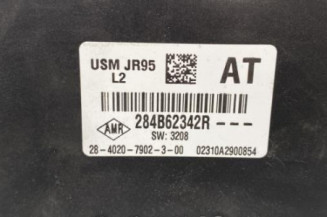 USM JR95
L2
AT
AMR
284B62342R---
SW: 3208
28-4020-7902-3-00 02310A2900854